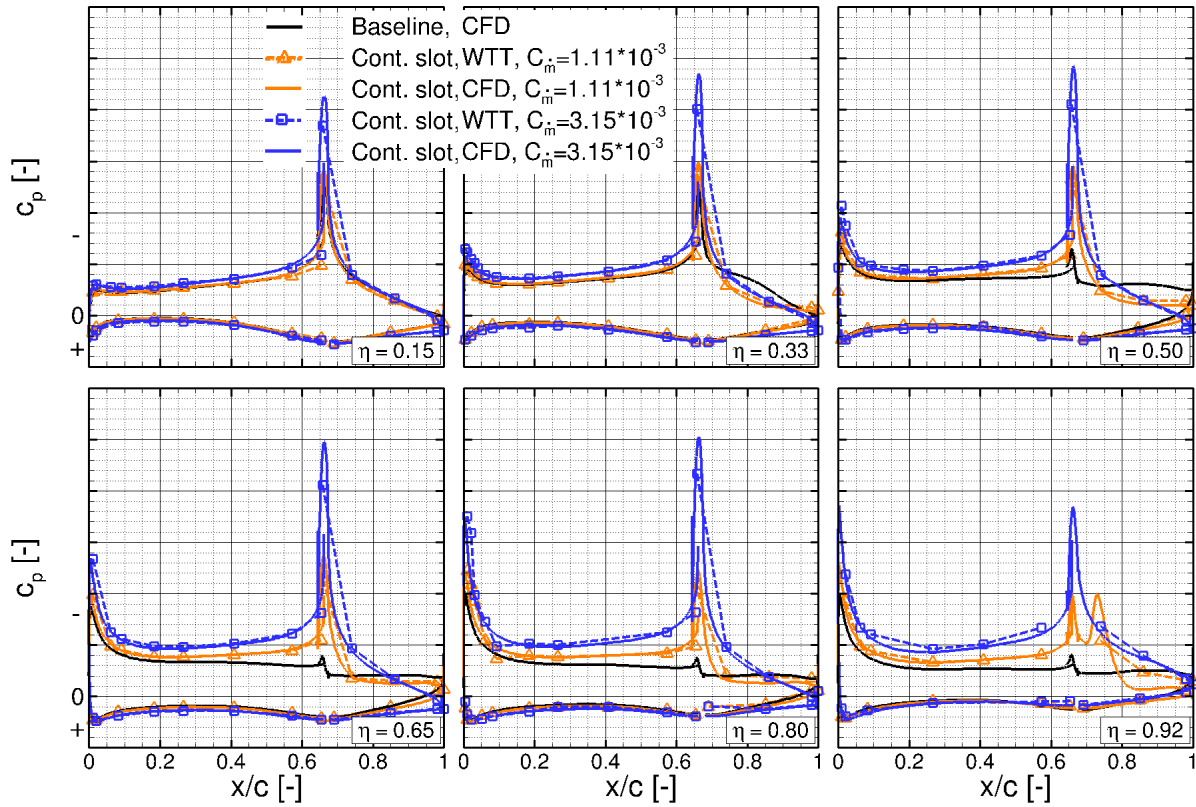 Baseline, CFD
Cont. slot, WTT, Cṁ=1.11*10⁻³
Cont. slot, CFD, Cṁ=1.11*10⁻³
Cont. slot, WTT, Cṁ=3.15*10⁻³
Cont. slot, CFD, Cṁ=3.15*10⁻³
cp [-]
-
0
+
η = 0.15
η = 0.33
η = 0.50
cp [-]
-
0
+
η = 0.65
η = 0.80
η = 0.92
0 0.2 0.4 0.6 0.8 1 0 0.2 0.4 0.6 0.8 1 0 0.2 0.4 0.6 0.8 1
x/c [-] x/c [-] x/c [-]